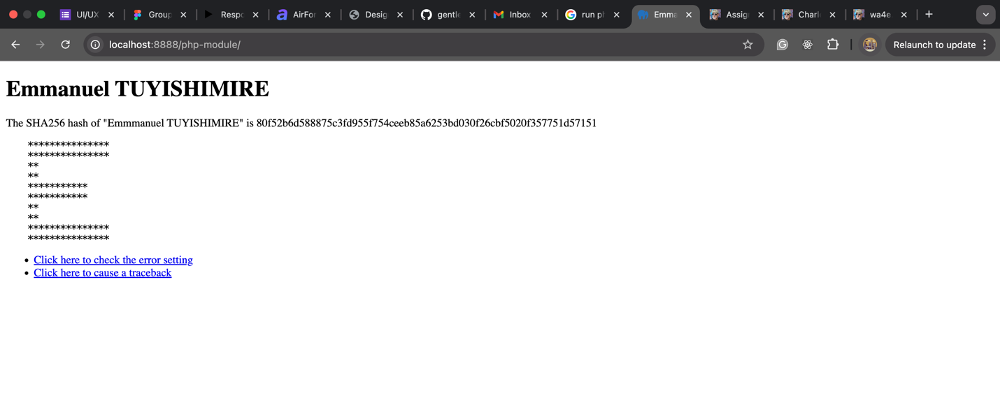 UI/UX
Group
Respo
AirFor
Desig
gentle
Inbox
run ph
Emma
Assig
Charl
wa4e
localhost:8888/php-module/
Relaunch to update
Emmanuel TUYISHIMIRE
The SHA256 hash of "Emmmanuel TUYISHIMIRE" is 80f52b6d588875c3fd955f754ceeb85a6253bd030f26cbf5020f357751d57151
***************
***************
**
**
***********
***********
**
**
***************
***************
• Click here to check the error setting
• Click here to cause a traceback